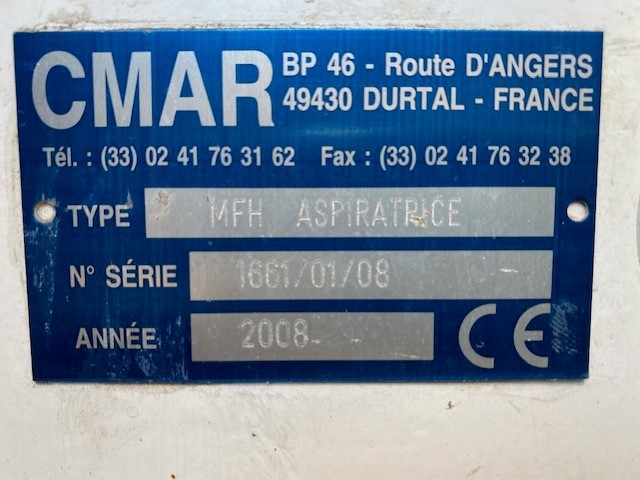 CMAR
BP 46 - Route D'ANGERS
49430 DURTAL - FRANCE
Tél. : (33) 02 41 76 31 62 Fax : (33) 02 41 76 32 38
TYPE MFH ASPIRATRICE
N° SÉRIE 1661/01/08
ANNÉE 2008
CE